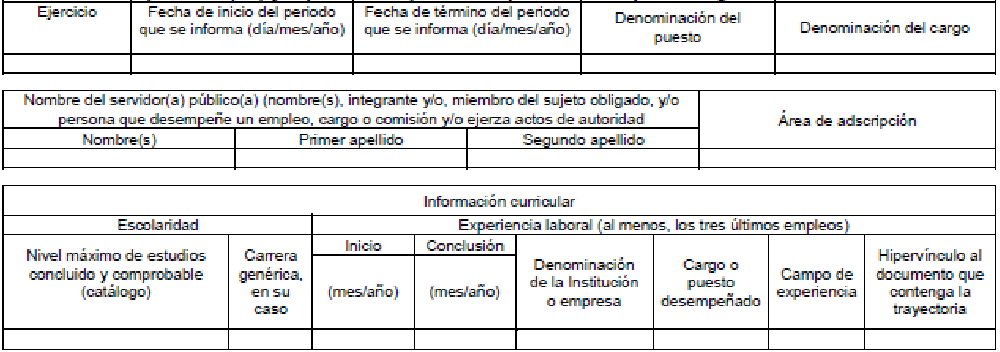 Ejercicio
Fecha de inicio del periodo
que se informa (día/mes/año)
Fecha de término del periodo
que se informa (día/mes/año)
Denominación del
puesto
Denominación del cargo
Nombre del servidor(a) público(a) (nombre(s), integrante y/o, miembro del sujeto obligado, y/o
persona que desempeñe un empleo, cargo o comisión y/o ejerza actos de autoridad
Área de adscripción
Nombre(s)
Primer apellido
Segundo apellido
Información curricular
Escolaridad
Experiencia laboral (al menos, los tres últimos empleos)
Nivel máximo de estudios
concluido y comprobable
(catálogo)
Carrera
genérica,
en su
caso
Inicio
(mes/año)
Conclusión
(mes/año)
Denominación
de la Institución
o empresa
Cargo o
puesto
desempeñado
Campo de
experiencia
Hipervínculo al
documento que
contenga la
trayectoria